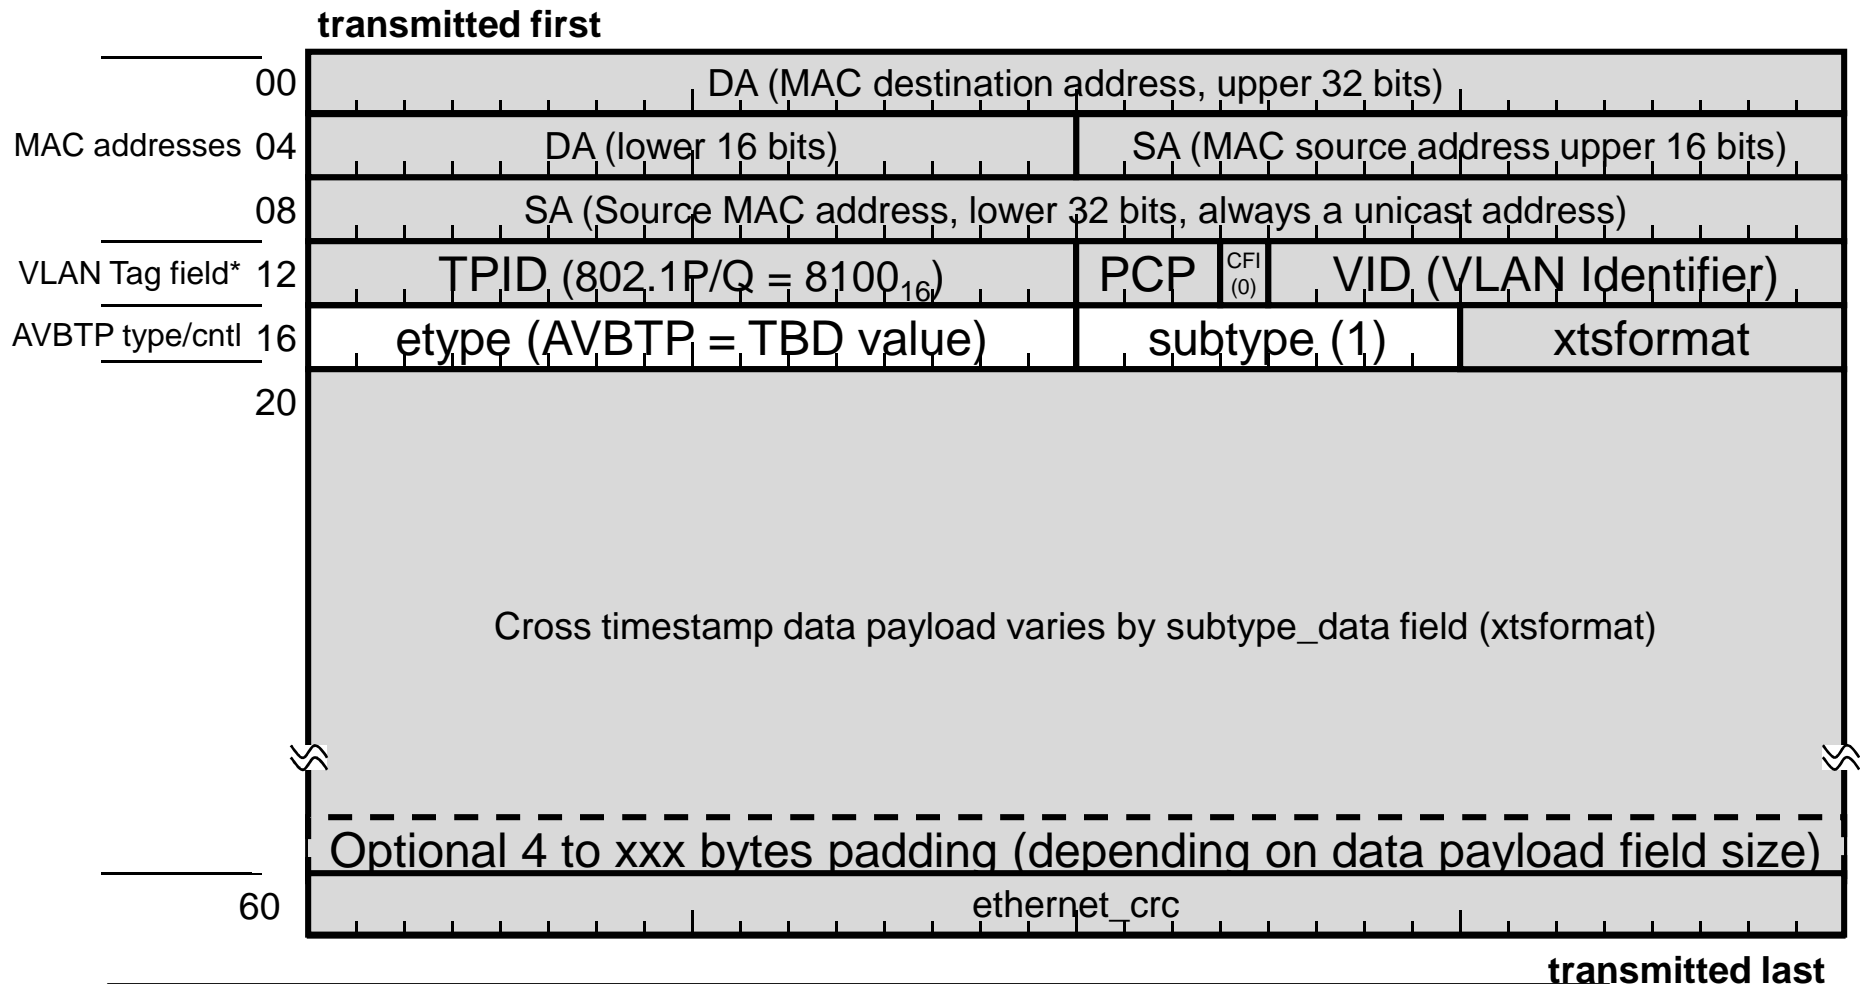 transmitted first
00 DA (MAC destination address, upper 32 bits)
MAC addresses 04 DA (lower 16 bits) SA (MAC source address upper 16 bits)
08 SA (Source MAC address, lower 32 bits, always a unicast address)
VLAN Tag field* 12 TPID (802.1P/Q = 8100₁₆) PCP CFI (0) VID (VLAN Identifier)
AVBTP type/cntl 16 etype (AVBTP = TBD value) subtype (1) xtsformat
20
Cross timestamp data payload varies by subtype_data field (xtsformat)
Optional 4 to xxx bytes padding (depending on data payload field size)
60 ethernet_crc
transmitted last